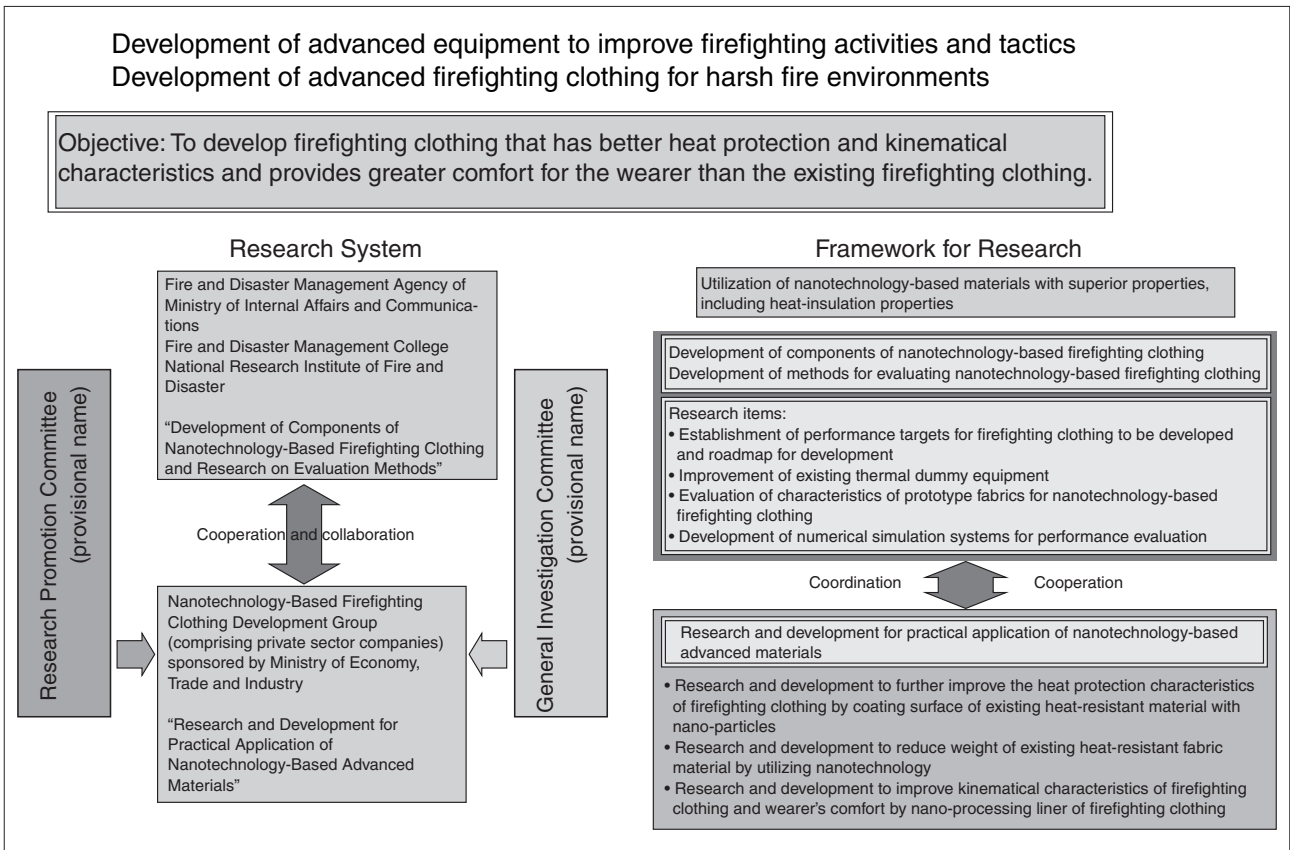 Development of advanced equipment to improve firefighting activities and tactics
Development of advanced firefighting clothing for harsh fire environments
Objective: To develop firefighting clothing that has better heat protection and kinematical
characteristics and provides greater comfort for the wearer than the existing firefighting clothing.
Research System
Fire and Disaster Management Agency of
Ministry of Internal Affairs and Communica-
tions
Fire and Disaster Management College
National Research Institute of Fire and
Disaster
“Development of Components of
Nanotechnology-Based Firefighting Clothing
and Research on Evaluation Methods”
Research Promotion Committee
(provisional name)
General Investigation Committee
(provisional name)
Cooperation and collaboration
Nanotechnology-Based Firefighting
Clothing Development Group
(comprising private sector companies)
sponsored by Ministry of Economy,
Trade and Industry
“Research and Development for
Practical Application of
Nanotechnology-Based Advanced
Materials”
Framework for Research
Utilization of nanotechnology-based materials with superior properties,
including heat-insulation properties
Development of components of nanotechnology-based firefighting clothing
Development of methods for evaluating nanotechnology-based firefighting clothing
Research items:
• Establishment of performance targets for firefighting clothing to be developed
and roadmap for development
• Improvement of existing thermal dummy equipment
• Evaluation of characteristics of prototype fabrics for nanotechnology-based
firefighting clothing
• Development of numerical simulation systems for performance evaluation
Coordination Cooperation
Research and development for practical application of nanotechnology-based
advanced materials
• Research and development to further improve the heat protection characteristics
of firefighting clothing by coating surface of existing heat-resistant material with
nano-particles
• Research and development to reduce weight of existing heat-resistant fabric
material by utilizing nanotechnology
• Research and development to improve kinematical characteristics of firefighting
clothing and wearer’s comfort by nano-processing liner of firefighting clothing